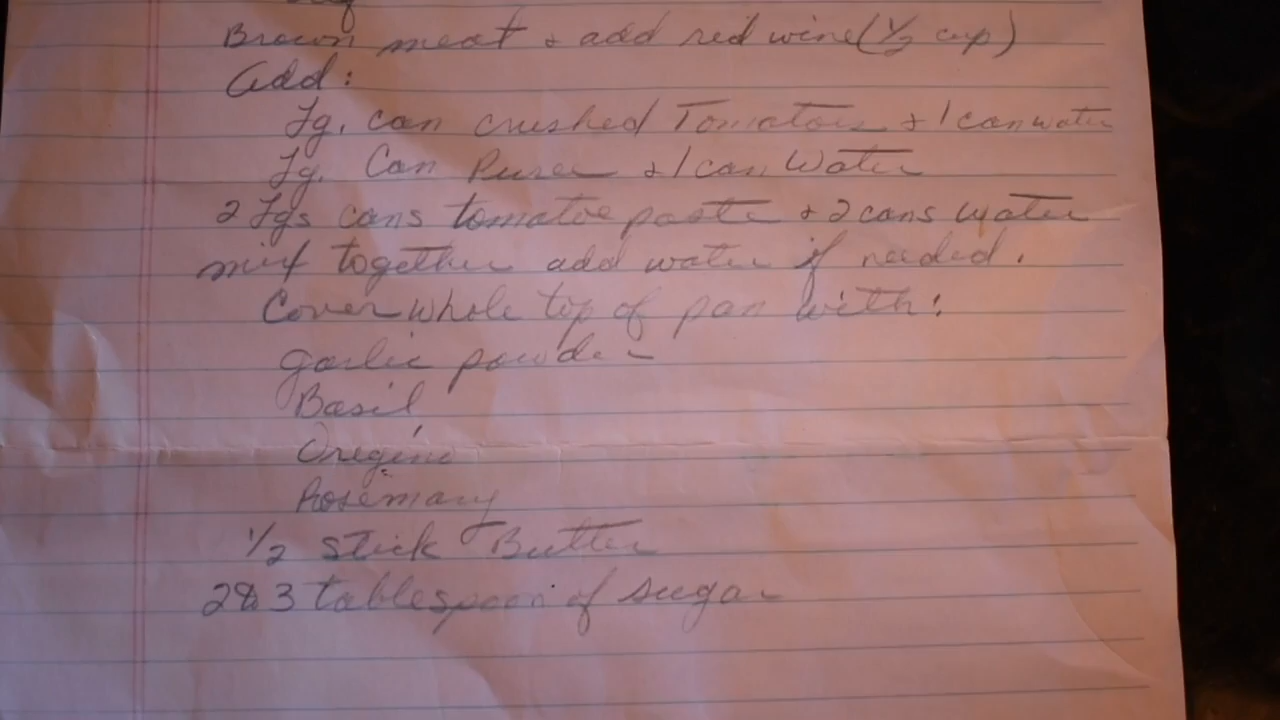 Brown meat & add red wine (1/2 cup)
Add:
Lg. can crushed Tomatoes & 1 can water
Lg. Can Puree & 1 can Water
2 Lgs cans tomatoe paste & 2 cans water
mix together add water if needed.
Cover whole top of pan with:
garlic powder
Basil
Oregino
Rosemary
1/2 stick Butter
2 & 3 tablespoon of sugar